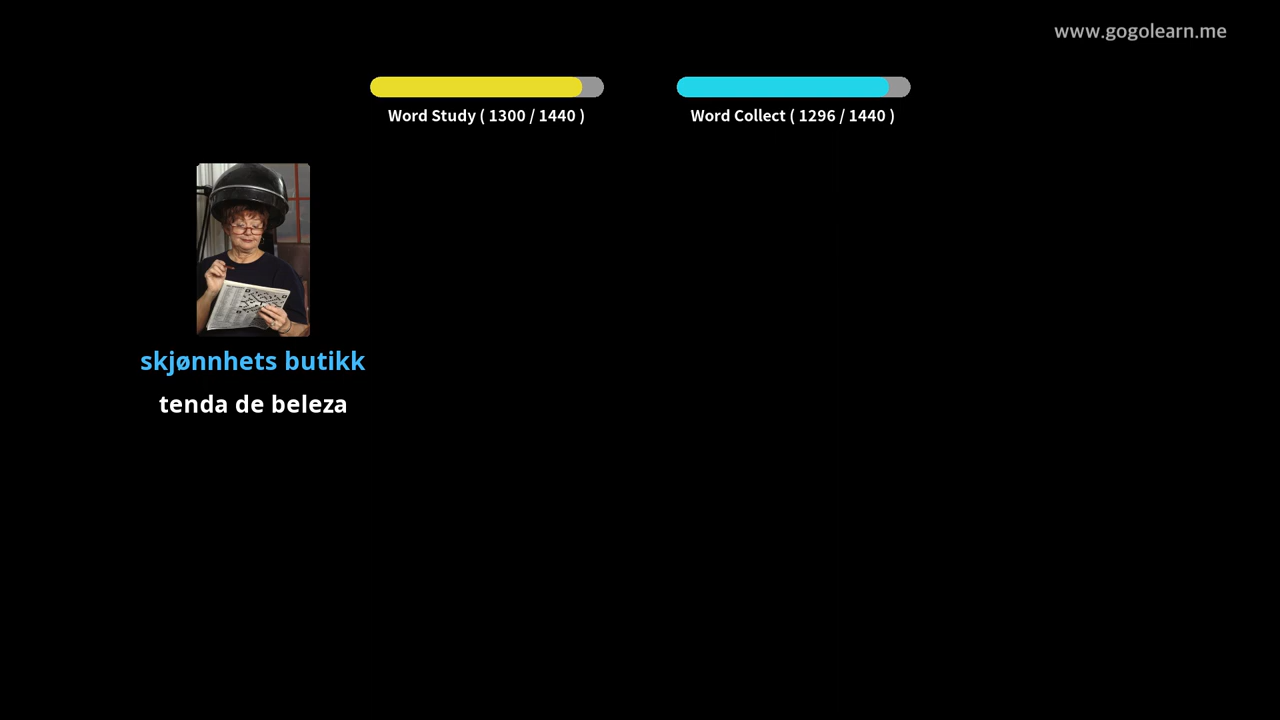 www.gogolearn.me
Word Study ( 1300 / 1440 )
Word Collect ( 1296 / 1440 )
skjønnhets butikk
tenda de beleza